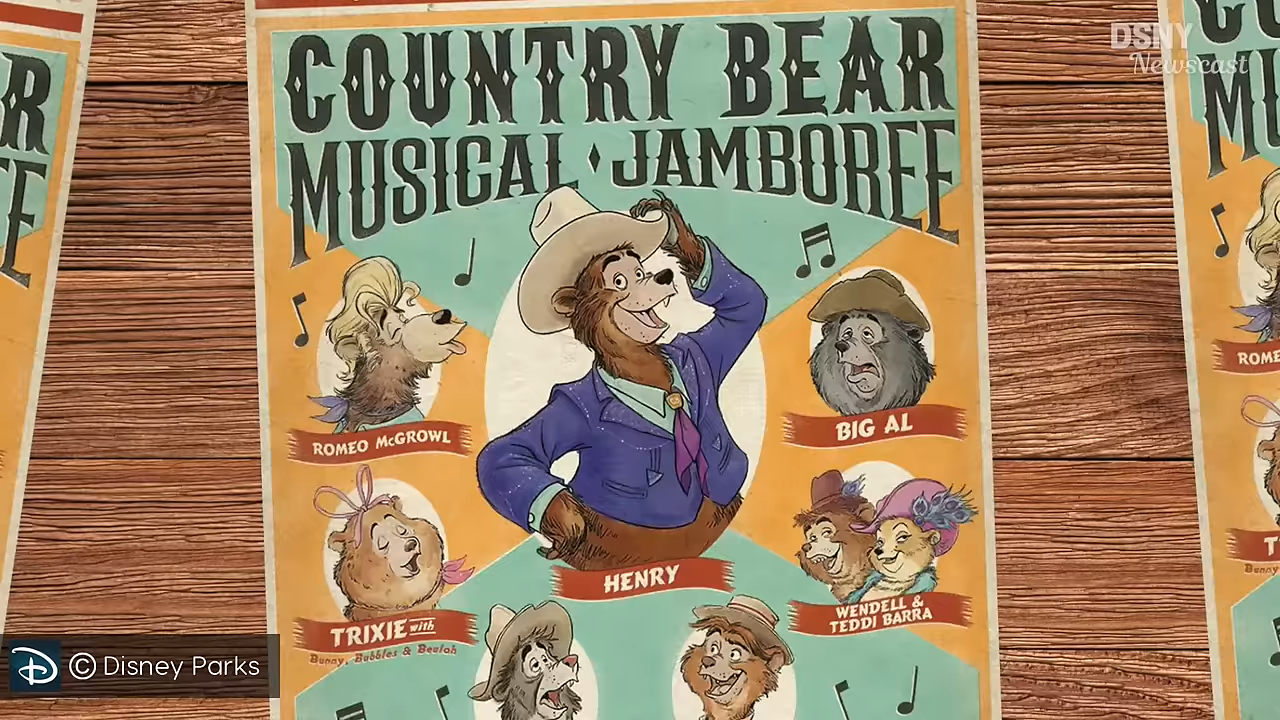 COUNTRY BEAR
MUSICAL · JAMBOREE
DSNY
Newscast
ROMEO McGROWL
BIG AL
HENRY
TRIXIE with
Bunny, Bubbles & Beulah
WENDELL &
TEDDI BARRA
© Disney Parks